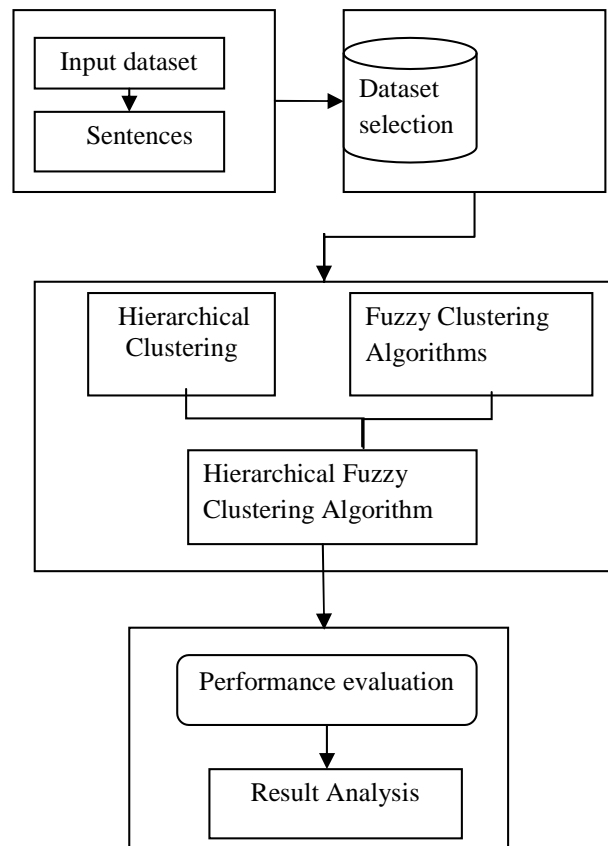 Input dataset
Sentences
Dataset
selection
Hierarchical
Clustering
Fuzzy Clustering
Algorithms
Hierarchical Fuzzy
Clustering Algorithm
Performance evaluation
Result Analysis